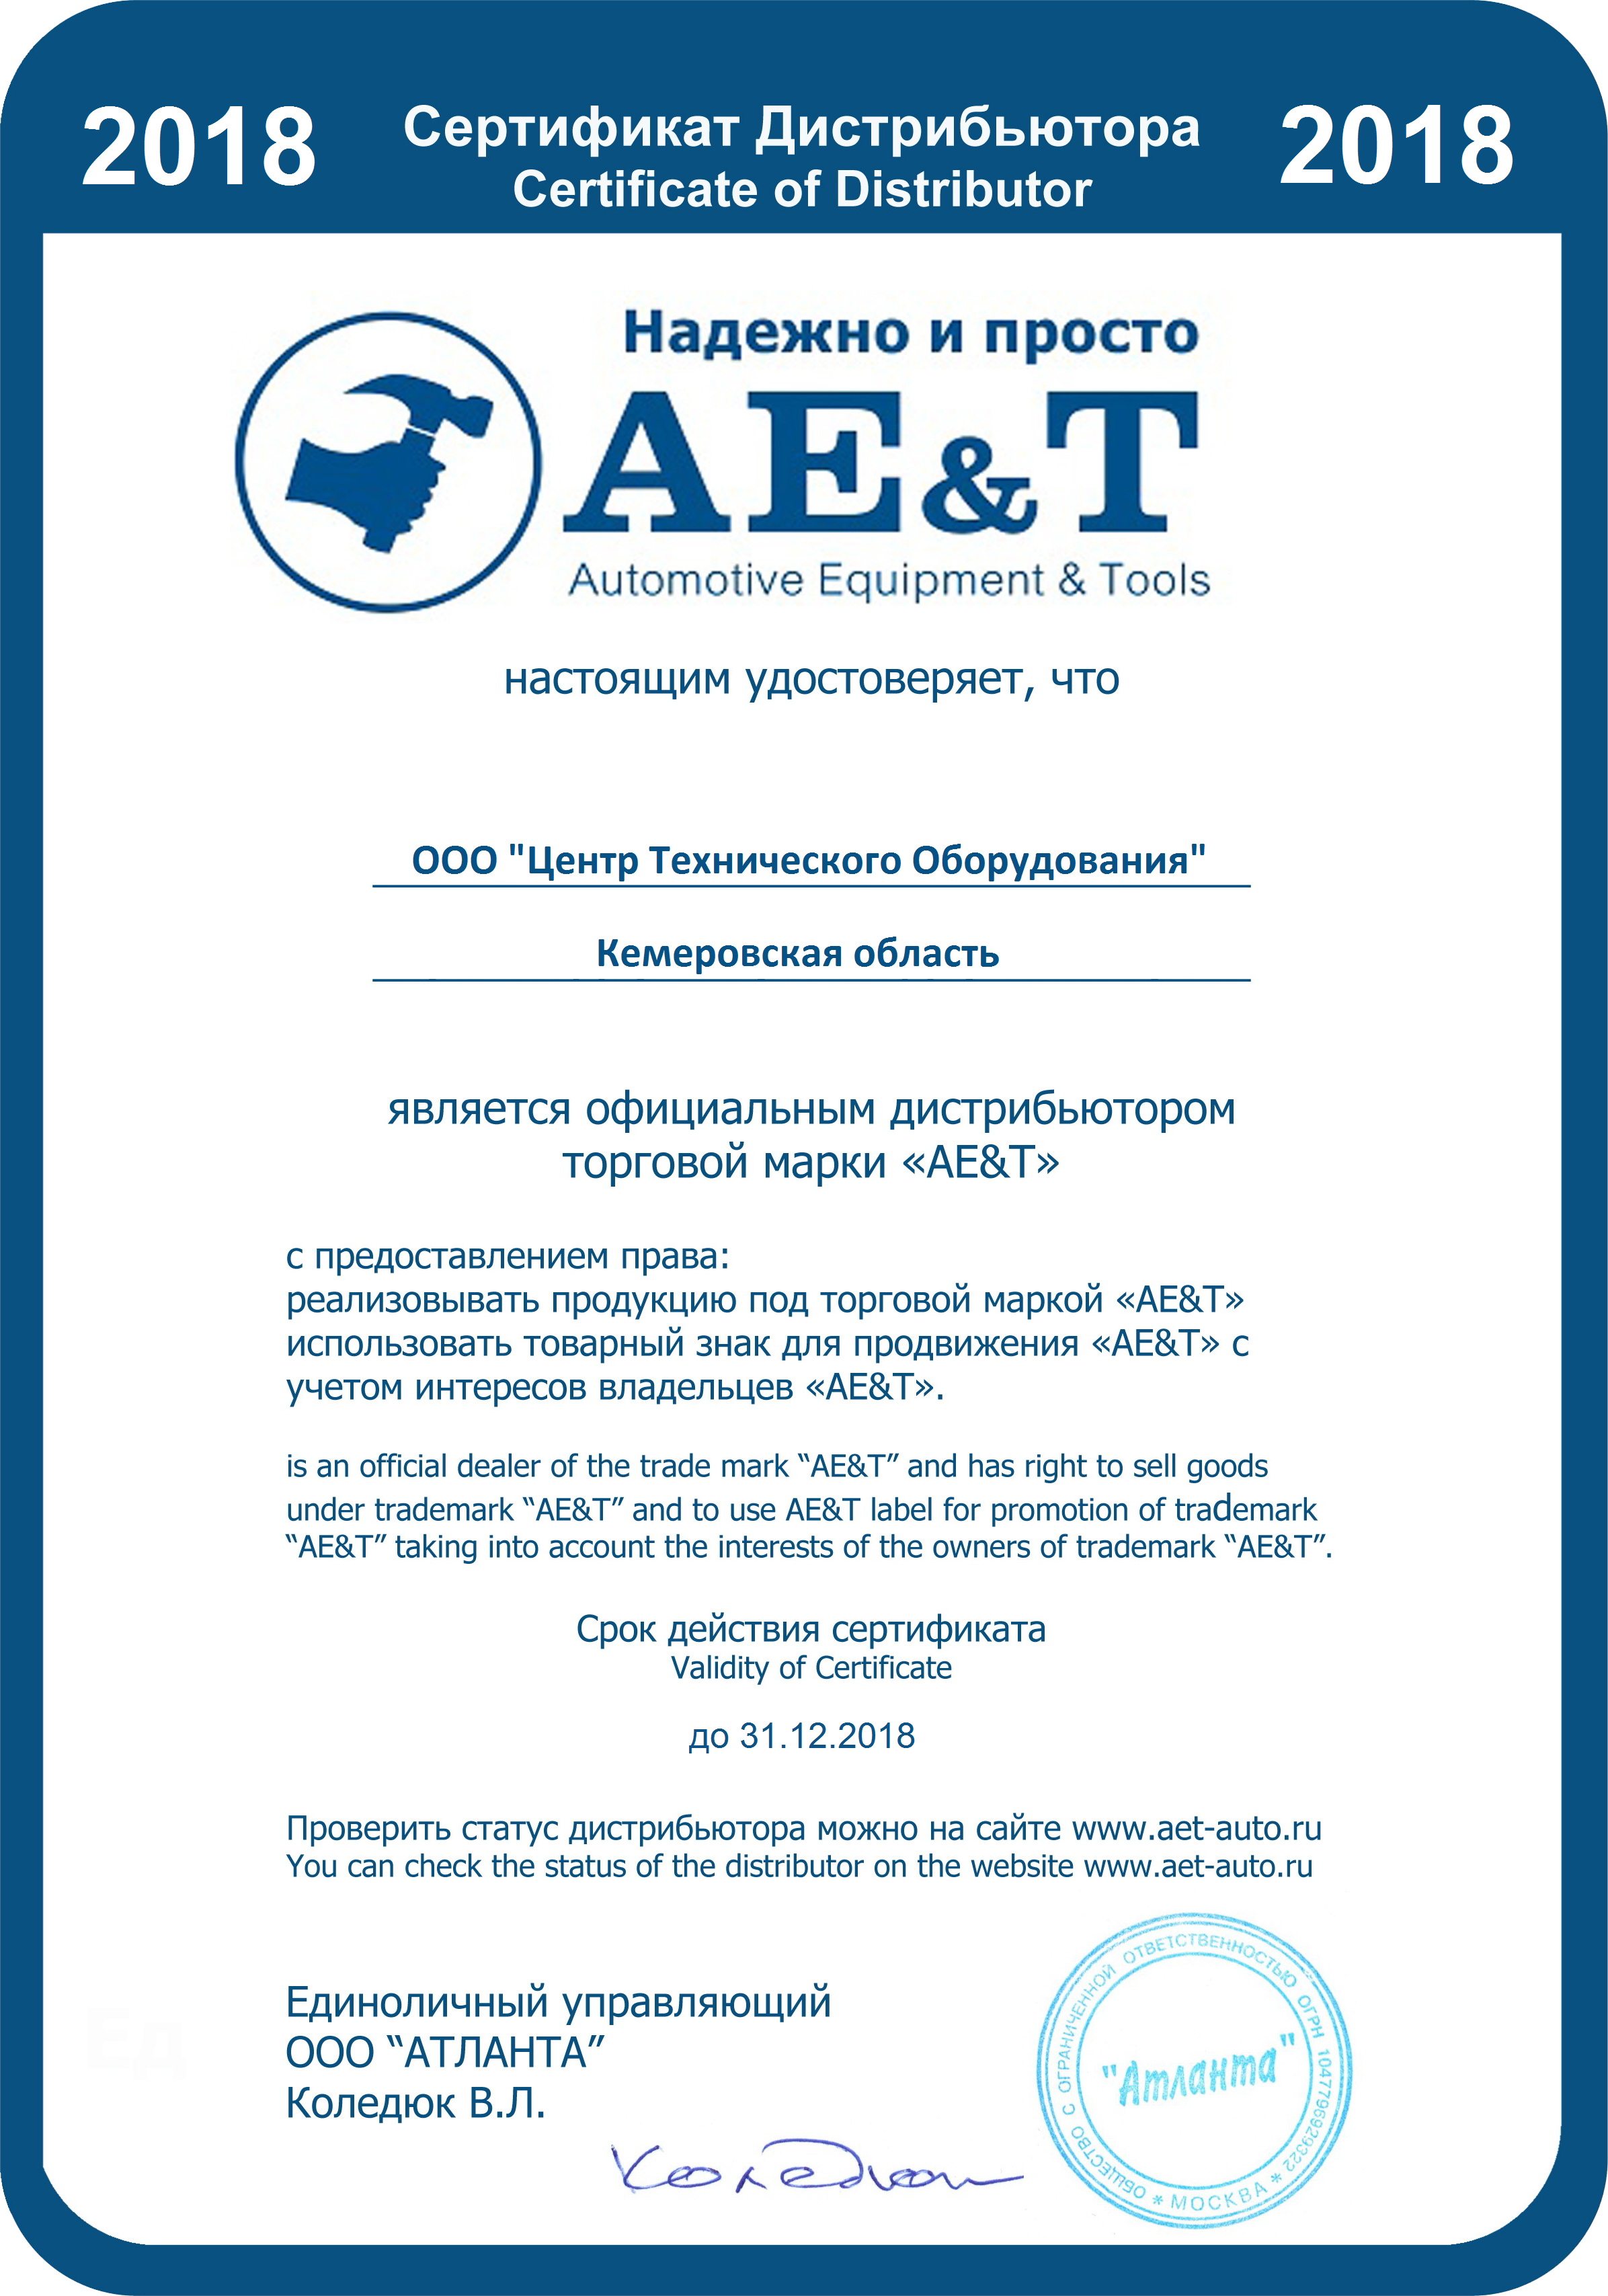 2018 Сертификат Дистрибьютора 2018
Certificate of Distributor
Надежно и просто
AE&T
Automotive Equipment & Tools
настоящим удостоверяет, что
ООО "Центр Технического Оборудования"
Кемеровская область
является официальным дистрибьютором
торговой марки «AE&T»
с предоставлением права:
реализовывать продукцию под торговой маркой «AE&T»
использовать товарный знак для продвижения «AE&T» с
учетом интересов владельцев «AE&T».
is an official dealer of the trade mark “AE&T” and has right to sell goods
under trademark “AE&T” and to use AE&T label for promotion of trademark
“AE&T” taking into account the interests of the owners of trademark “AE&T”.
Срок действия сертификата
Validity of Certificate
до 31.12.2018
Проверить статус дистрибьютора можно на сайте www.aet-auto.ru
You can check the status of the distributor on the website www.aet-auto.ru
Единоличный управляющий
ООО “АТЛАНТА”
Коледюк В.Л.
ОБЩЕСТВО С ОГРАНИЧЕННОЙ ОТВЕТСТВЕННОСТЬЮ ОГРН 1047796929322
* МОСКВА *
"Атланта"